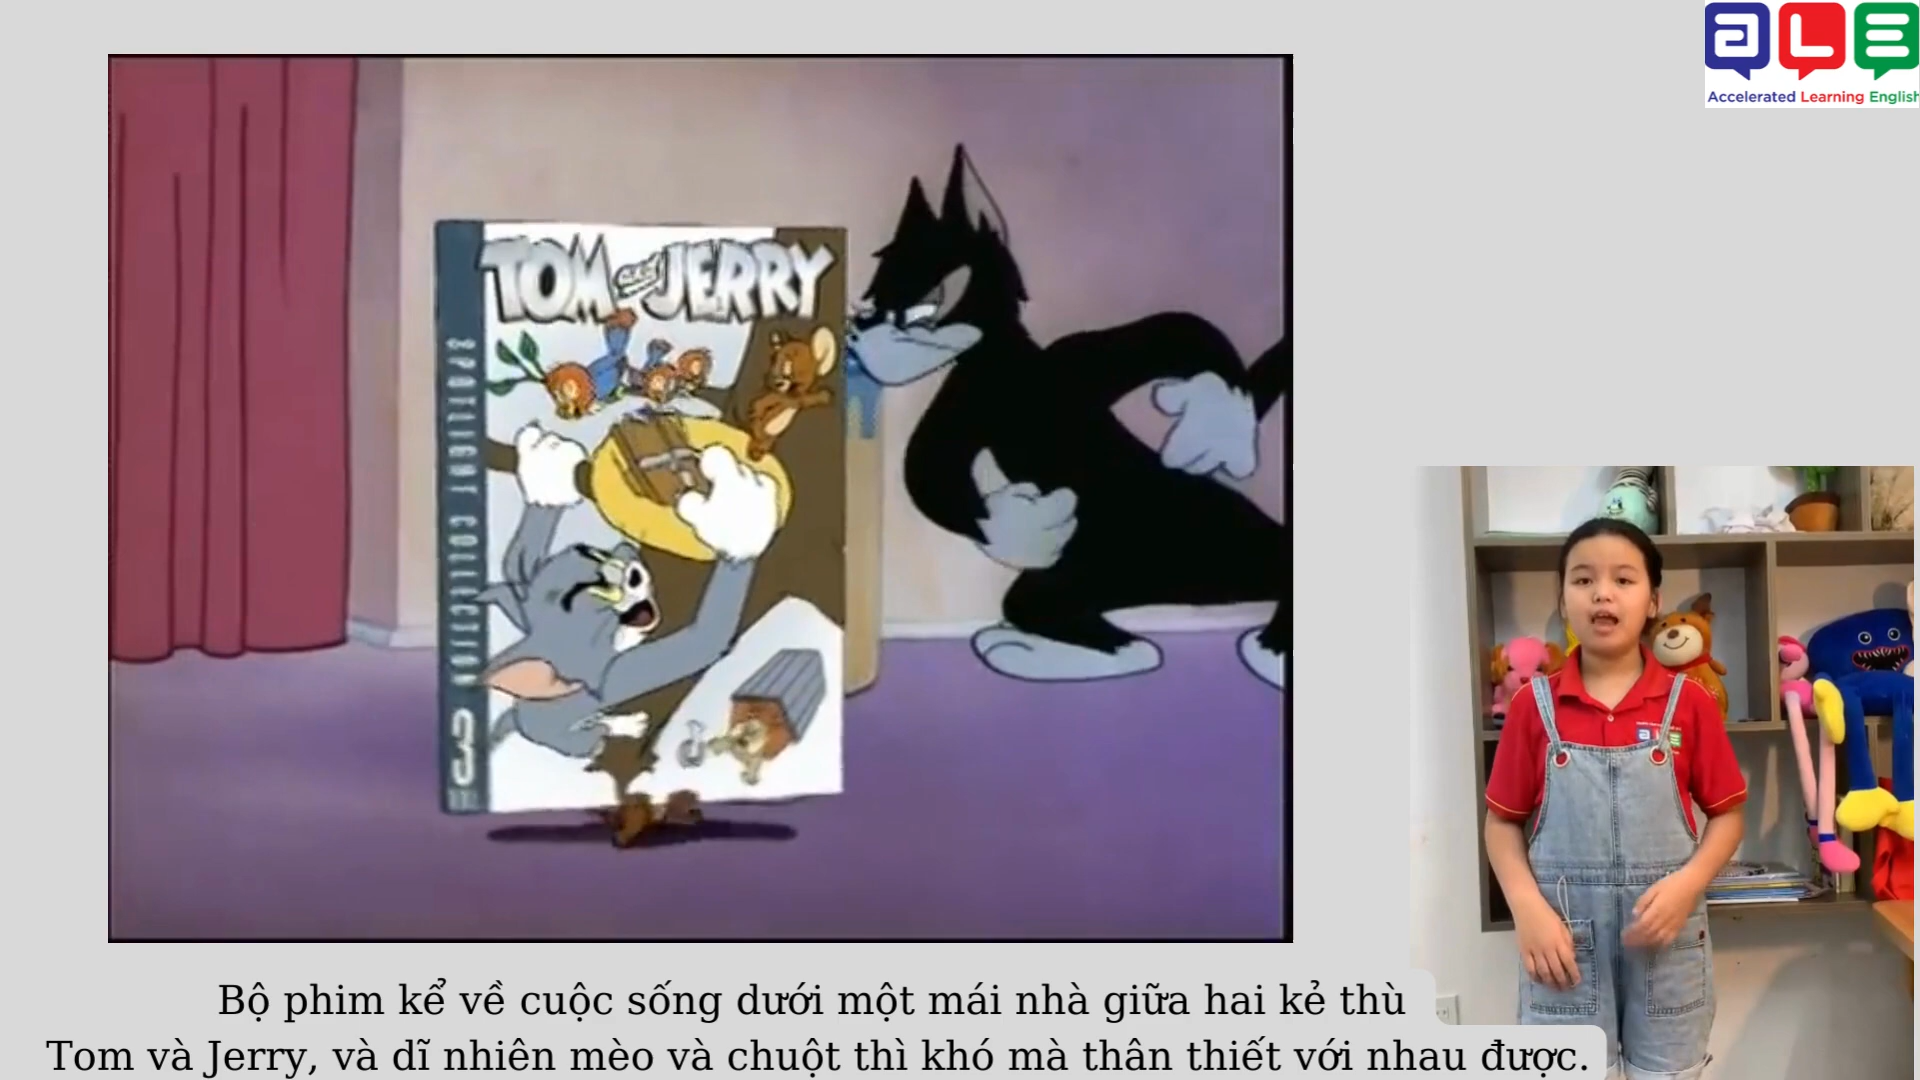 ALE
Accelerated Learning English
TOM and JERRY
SPOTLIGHT COLLECTION
3
ALE
Bộ phim kể về cuộc sống dưới một mái nhà giữa hai kẻ thù
Tom và Jerry, và dĩ nhiên mèo và chuột thì khó mà thân thiết với nhau được.